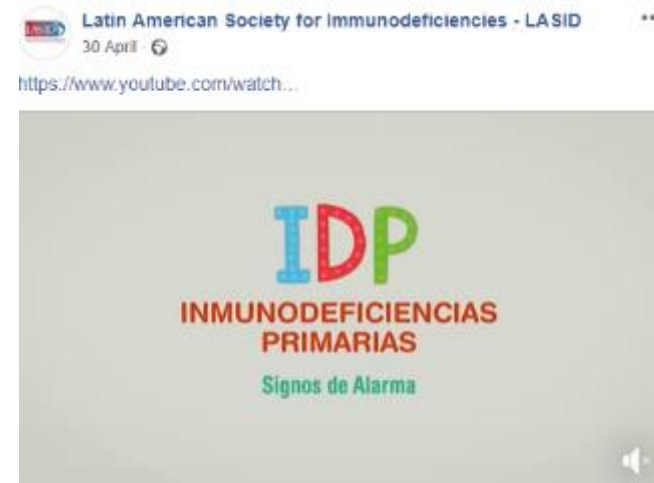 LASID
Latin American Society for Immunodeficiencies - LASID
30 April
https://www.youtube.com/watch...
IDP
INMUNODEFICIENCIAS
PRIMARIAS
Signos de Alarma